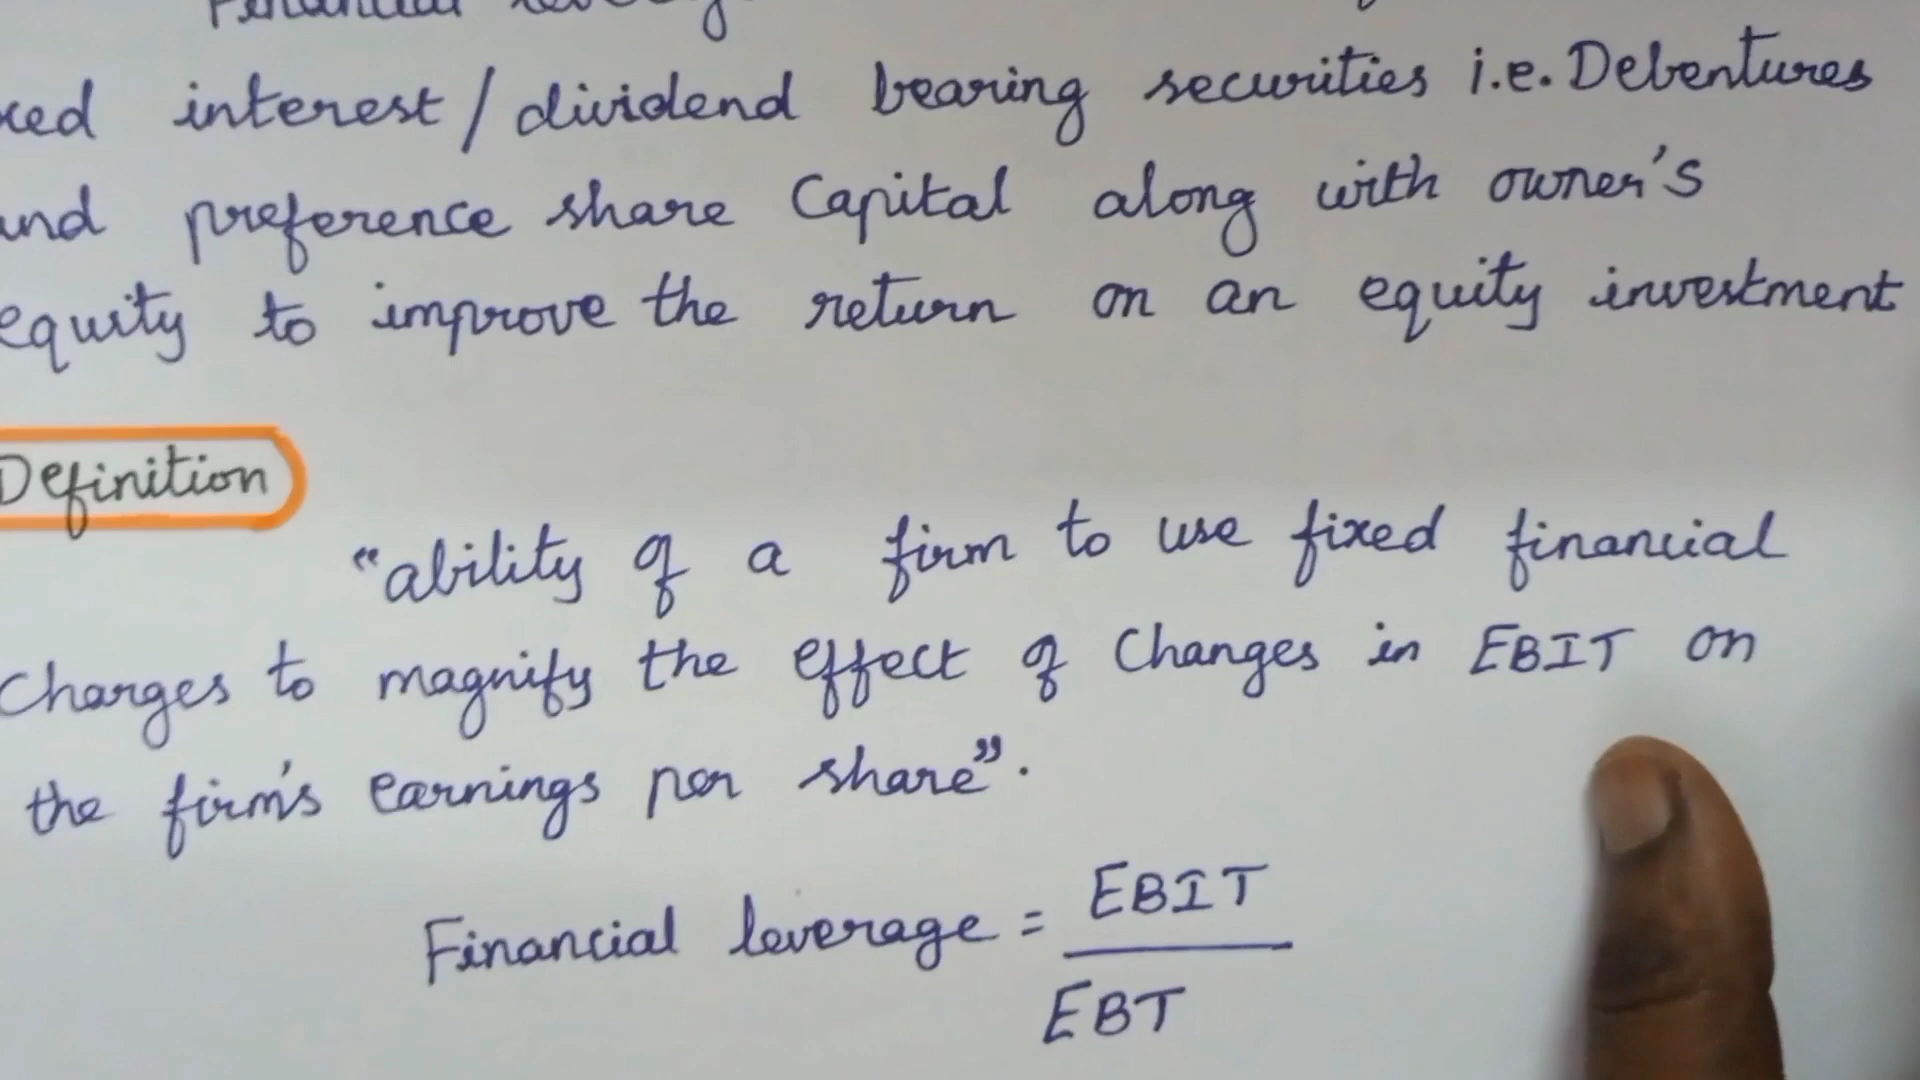 Financial
interest / dividend bearing securities i.e. Debentures
preference share Capital along with owner's
equity to improve the return on an equity investment
Definition
"ability of a firm to use fixed financial
Charges to magnify the effect of Changes in EBIT on
the firm's earnings per share".
Financial leverage = EBIT
EBT